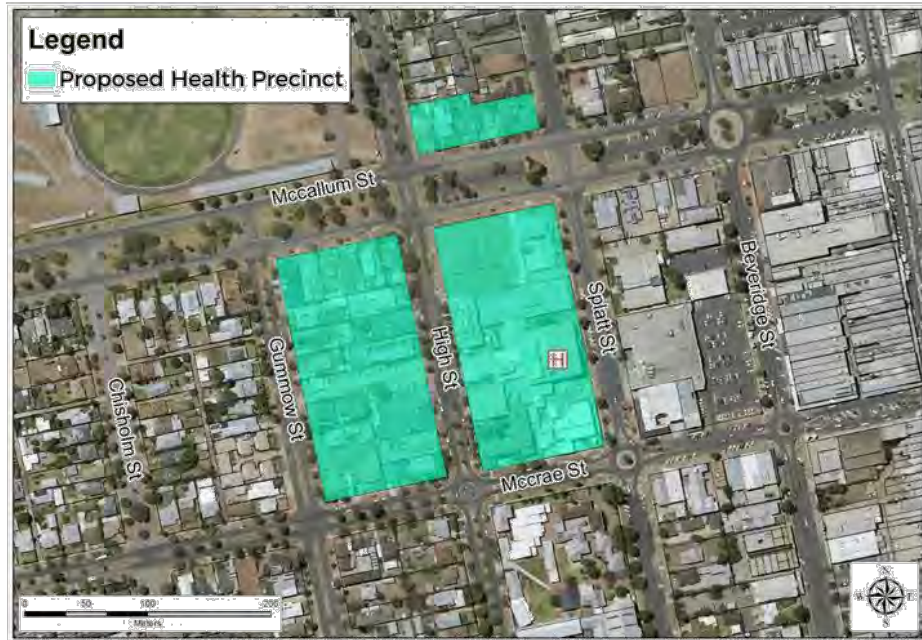 Legend
Proposed Health Precinct
Mccallum St
Beveridge St
Splatt St
High St
Gummow St
Chisholm St
H
Mccrae St
0 50 100 200
Meters
N
S